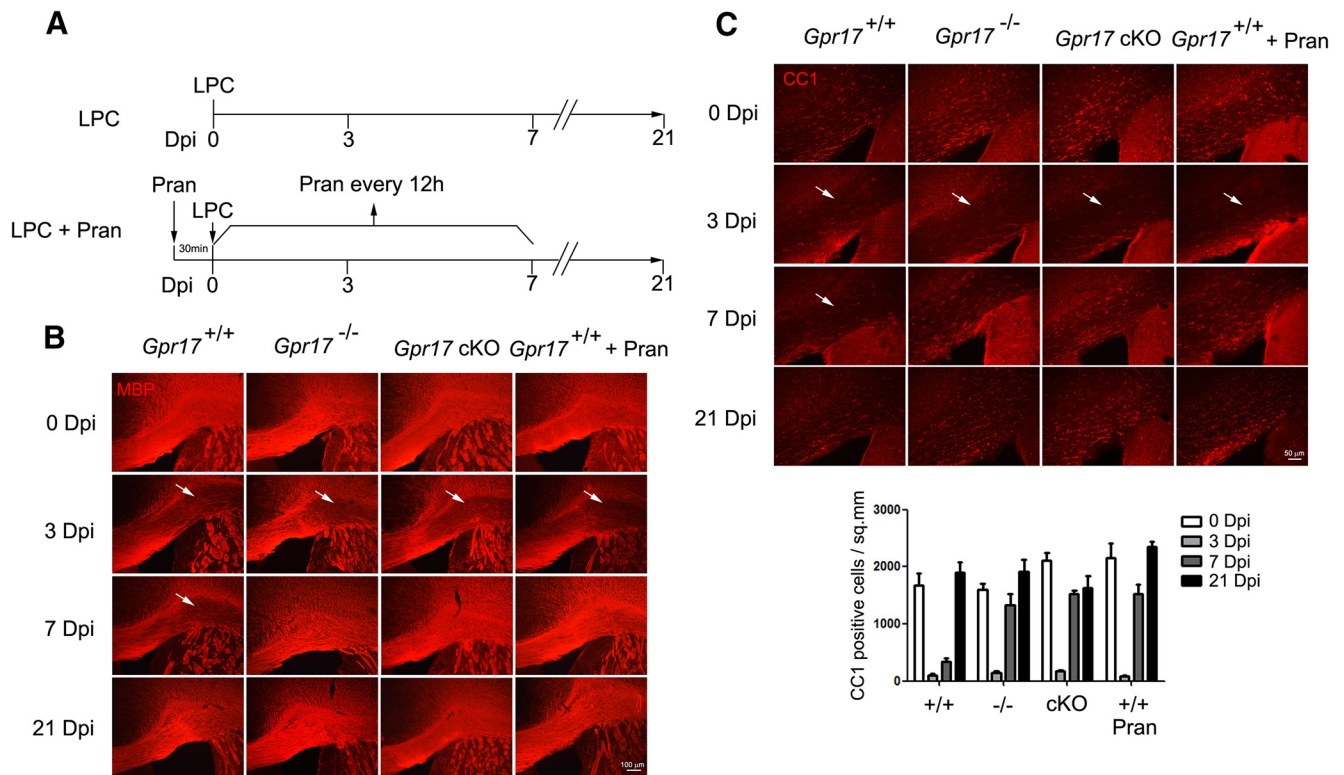 A
LPC
LPC
Dpi 0 3 7 21
Pran
Pran every 12h
LPC
LPC + Pran
30min
Dpi 0 3 7 21
B
Gpr17 +/+ Gpr17 -/- Gpr17 cKO Gpr17 +/+ + Pran
MBP
0 Dpi
3 Dpi
7 Dpi
21 Dpi
100 µm
C
Gpr17 +/+ Gpr17 -/- Gpr17 cKO Gpr17 +/+ + Pran
CC1
0 Dpi
3 Dpi
7 Dpi
21 Dpi
50 µm
CC1 positive cells / sq.mm
3000
2000
1000
0
+/+ -/- cKO +/+
Pran
0 Dpi
3 Dpi
7 Dpi
21 Dpi